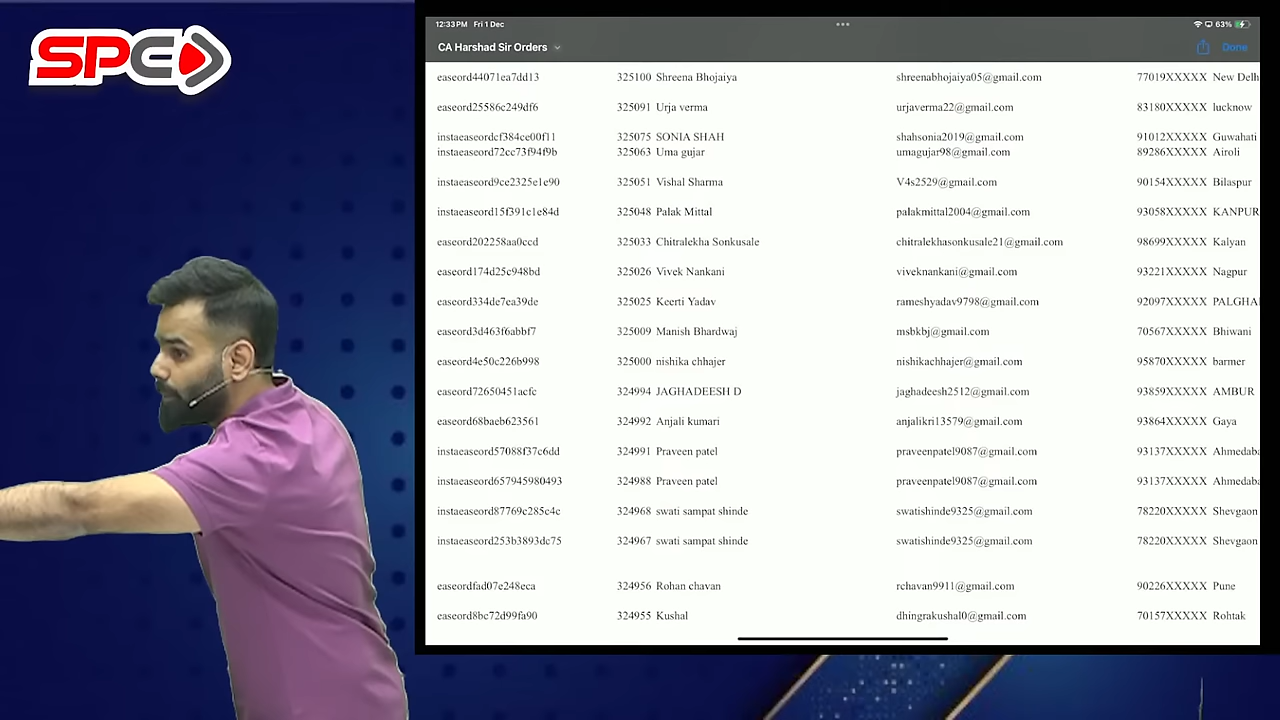 SPC
12:33 PM Fri 1 Dec ••• 63%
CA Harshad Sir Orders Done
easeord44071ea7dd13 325100 Shreena Bhojaiya shreenabhojaiya05@gmail.com 77019XXXXX New Delh
easeord25586c249df6 325091 Urja verma urjaverma22@gmail.com 83180XXXXX lucknow
instaeaseordcf384ce00f11 325075 SONIA SHAH shahsonia2019@gmail.com 91012XXXXX Guwahati
instaeaseord72cc73f94f9b 325063 Uma gujar umagujar98@gmail.com 89286XXXXX Airoli
instaeaseord9ce2325e1e90 325051 Vishal Sharma V4s2529@gmail.com 90154XXXXX Bilaspur
instaeaseord15f391c1e84d 325048 Palak Mittal palakmittal2004@gmail.com 93058XXXXX KANPUR
easeord202258aa0ccd 325033 Chitralekha Sonkusale chitralekhasonkusale21@gmail.com 98699XXXXX Kalyan
easeord174d25c948bd 325026 Vivek Nankani viveknankani@gmail.com 93221XXXXX Nagpur
easeord334de7ea39de 325025 Keerti Yadav rameshyadav9798@gmail.com 92097XXXXX PALGHA
easeord3d463f6abbf7 325009 Manish Bhardwaj msbkbj@gmail.com 70567XXXXX Bhiwani
easeord4e50c226b998 325000 nishika chhajer nishikachhajer@gmail.com 95870XXXXX barmer
easeord72650451aefc 324994 JAGHADEESH D jaghadeesh2512@gmail.com 93859XXXXX AMBUR
easeord68baeb623561 324992 Anjali kumari anjalikri13579@gmail.com 93864XXXXX Gaya
instaeaseord57088f37c6dd 324991 Praveen patel praveenpatel9087@gmail.com 93137XXXXX Ahmedaba
instaeaseord657945980493 324988 Praveen patel praveenpatel9087@gmail.com 93137XXXXX Ahmedaba
instaeaseord87769c285c4c 324968 swati sampat shinde swatishinde9325@gmail.com 78220XXXXX Shevgaon
instaeaseord253b3893dc75 324967 swati sampat shinde swatishinde9325@gmail.com 78220XXXXX Shevgaon
easeordfad07e248eca 324956 Rohan chavan rchavan9911@gmail.com 90226XXXXX Pune
easeord8bc72d99fa90 324955 Kushal dhingrakushal0@gmail.com 70157XXXXX Rohtak